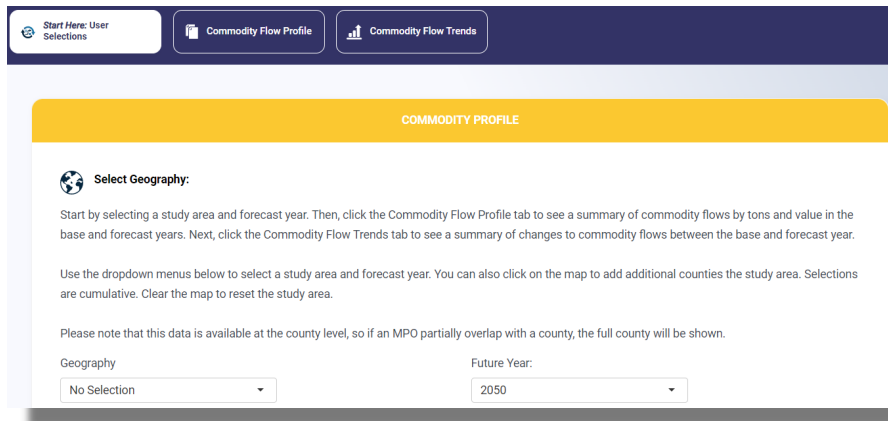 Start Here: User
Selections
Commodity Flow Profile
Commodity Flow Trends
COMMODITY PROFILE
Select Geography:
Start by selecting a study area and forecast year. Then, click the Commodity Flow Profile tab to see a summary of commodity flows by tons and value in the
base and forecast years. Next, click the Commodity Flow Trends tab to see a summary of changes to commodity flows between the base and forecast year.
Use the dropdown menus below to select a study area and forecast year. You can also click on the map to add additional counties the study area. Selections
are cumulative. Clear the map to reset the study area.
Please note that this data is available at the county level, so if an MPO partially overlap with a county, the full county will be shown.
Geography
Future Year:
No Selection
2050